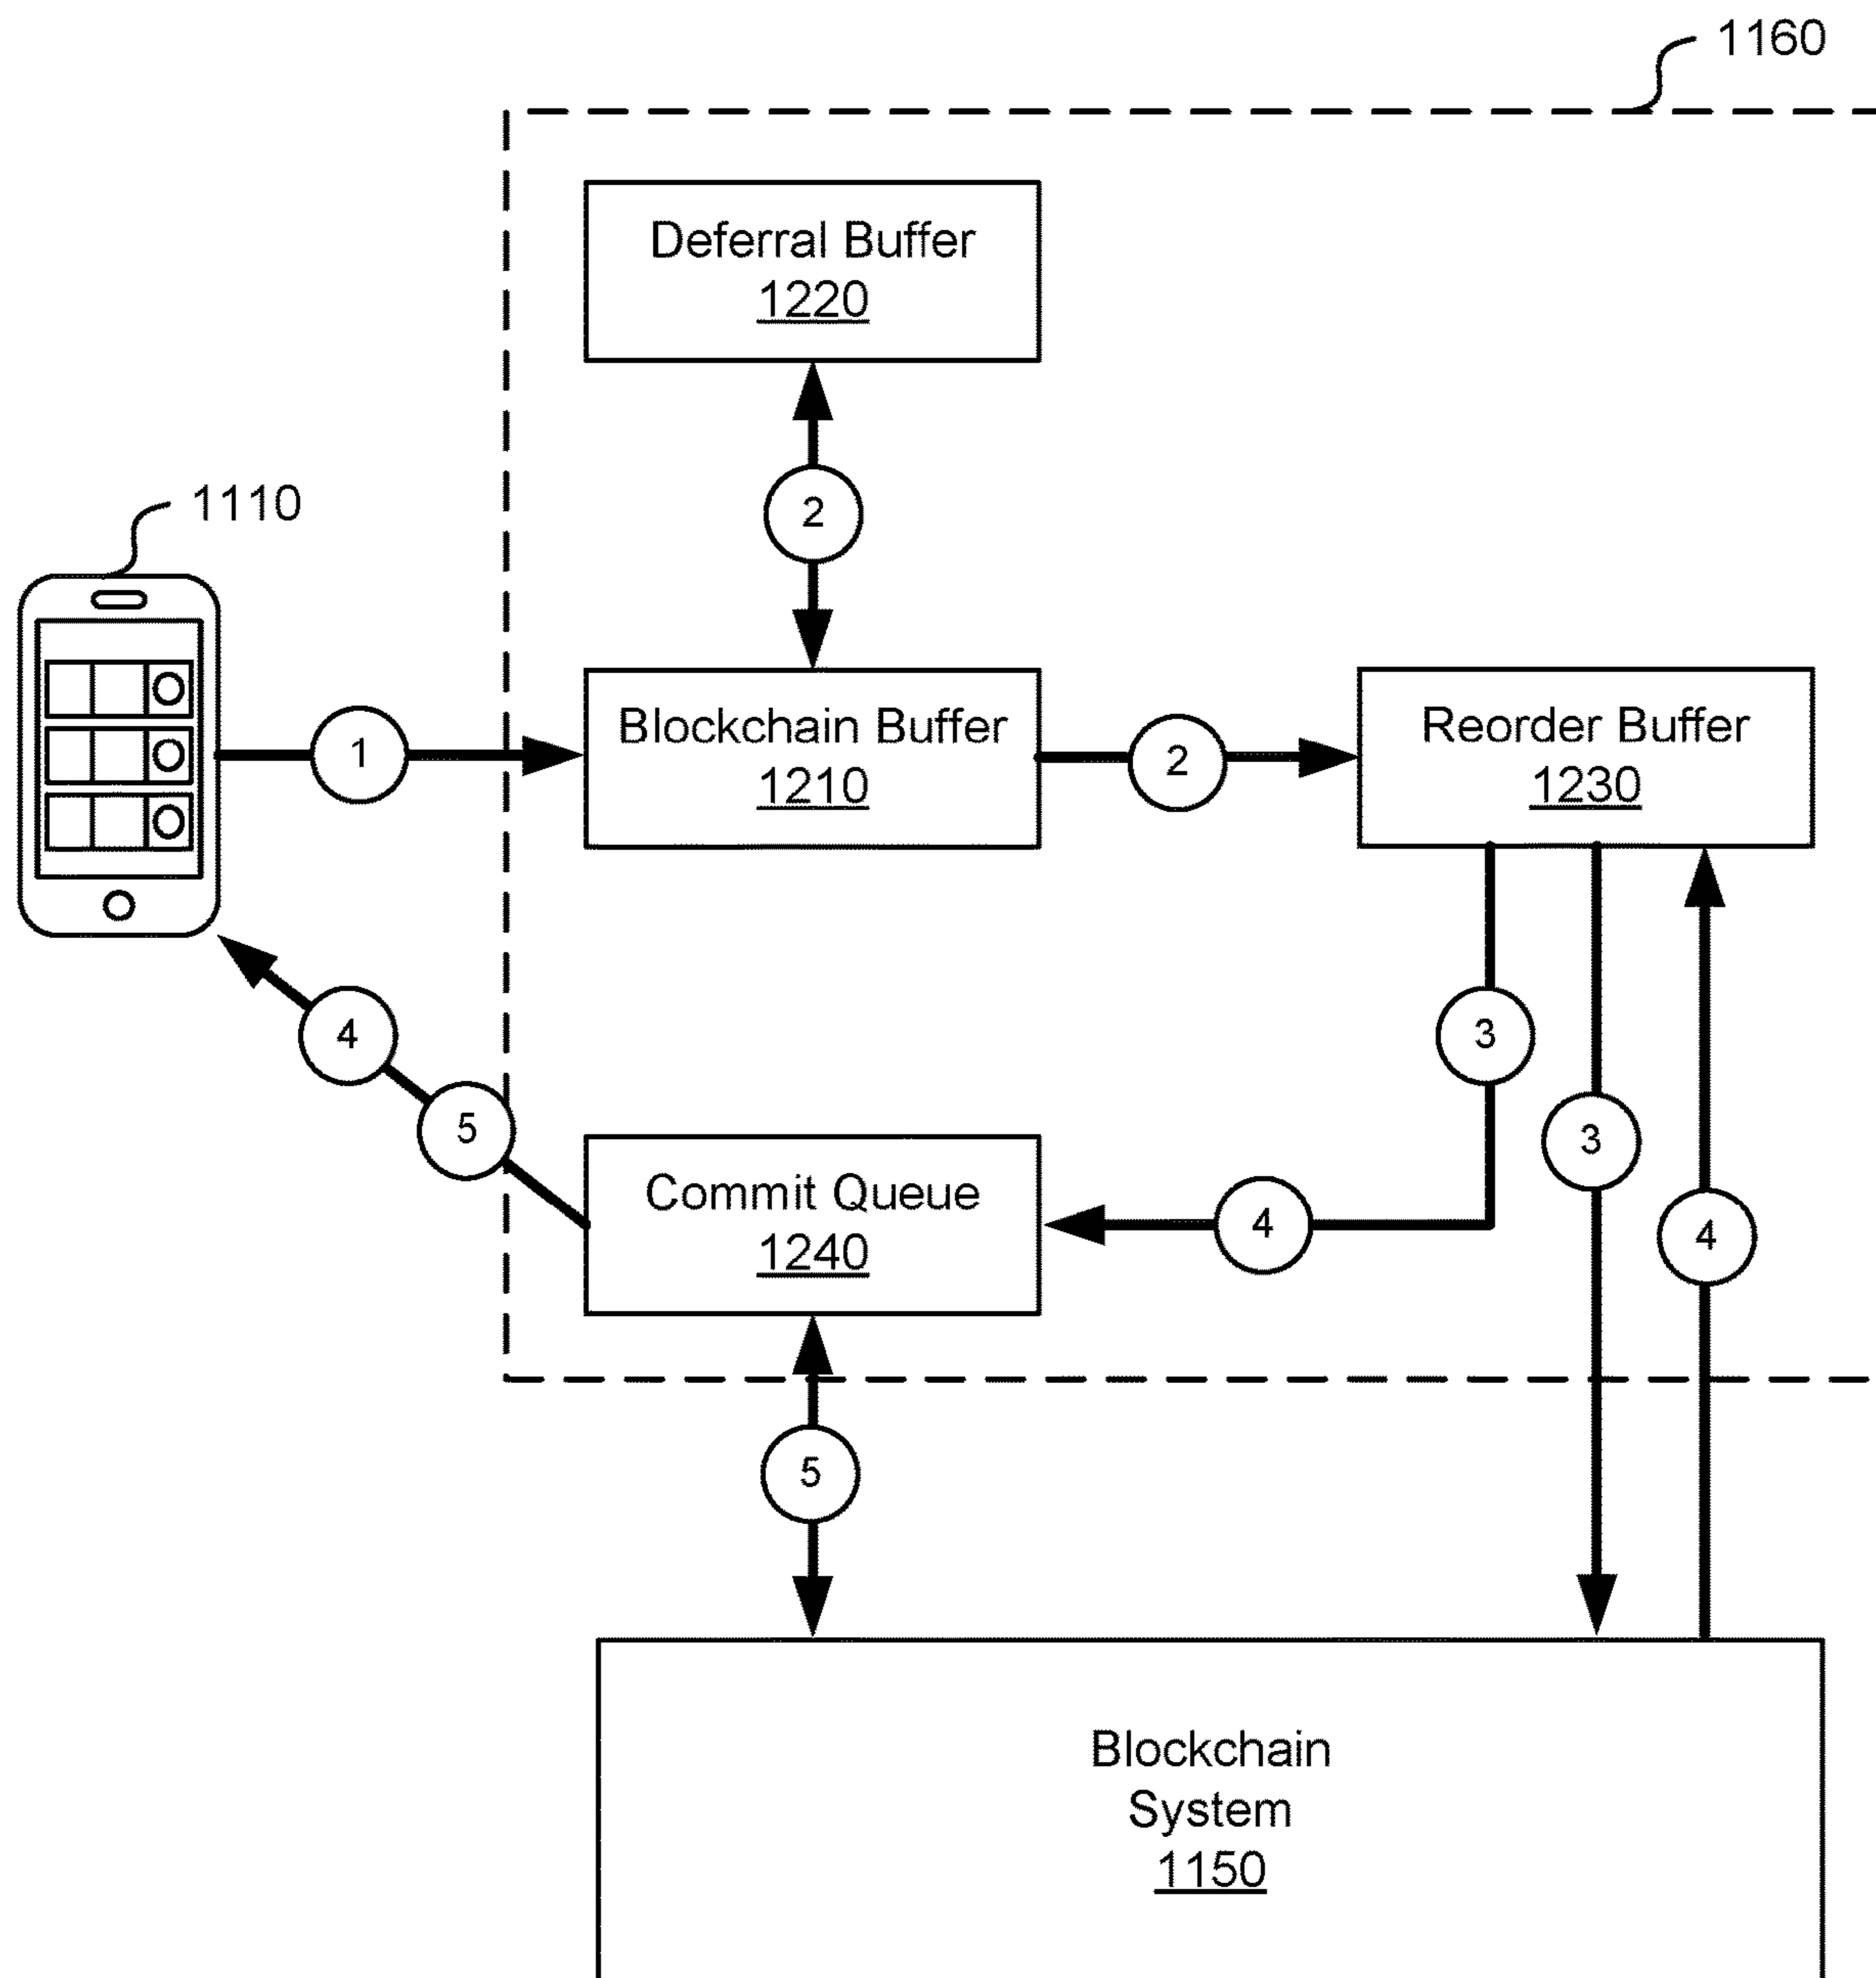 1160
Deferral Buffer
1220
1110
2
Blockchain Buffer
1210
Reorder Buffer
1230
1
2
4
3
5
3
Commit Queue
1240
4
4
5
Blockchain
System
1150